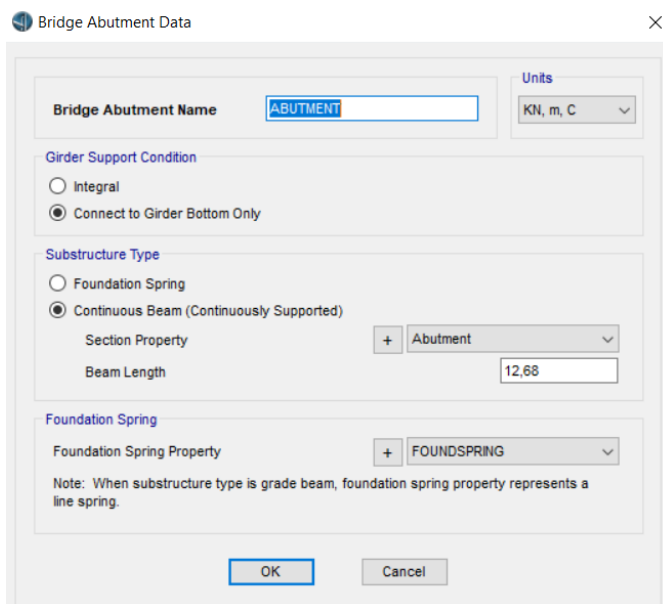 Bridge Abutment Data
Units
Bridge Abutment Name
ABUTMENT
KN, m, C
Girder Support Condition
Integral
Connect to Girder Bottom Only
Substructure Type
Foundation Spring
Continuous Beam (Continuously Supported)
Section Property
+
Abutment
Beam Length
12,68
Foundation Spring
Foundation Spring Property
+
FOUNDSPRING
Note: When substructure type is grade beam, foundation spring property represents a
line spring.
OK
Cancel